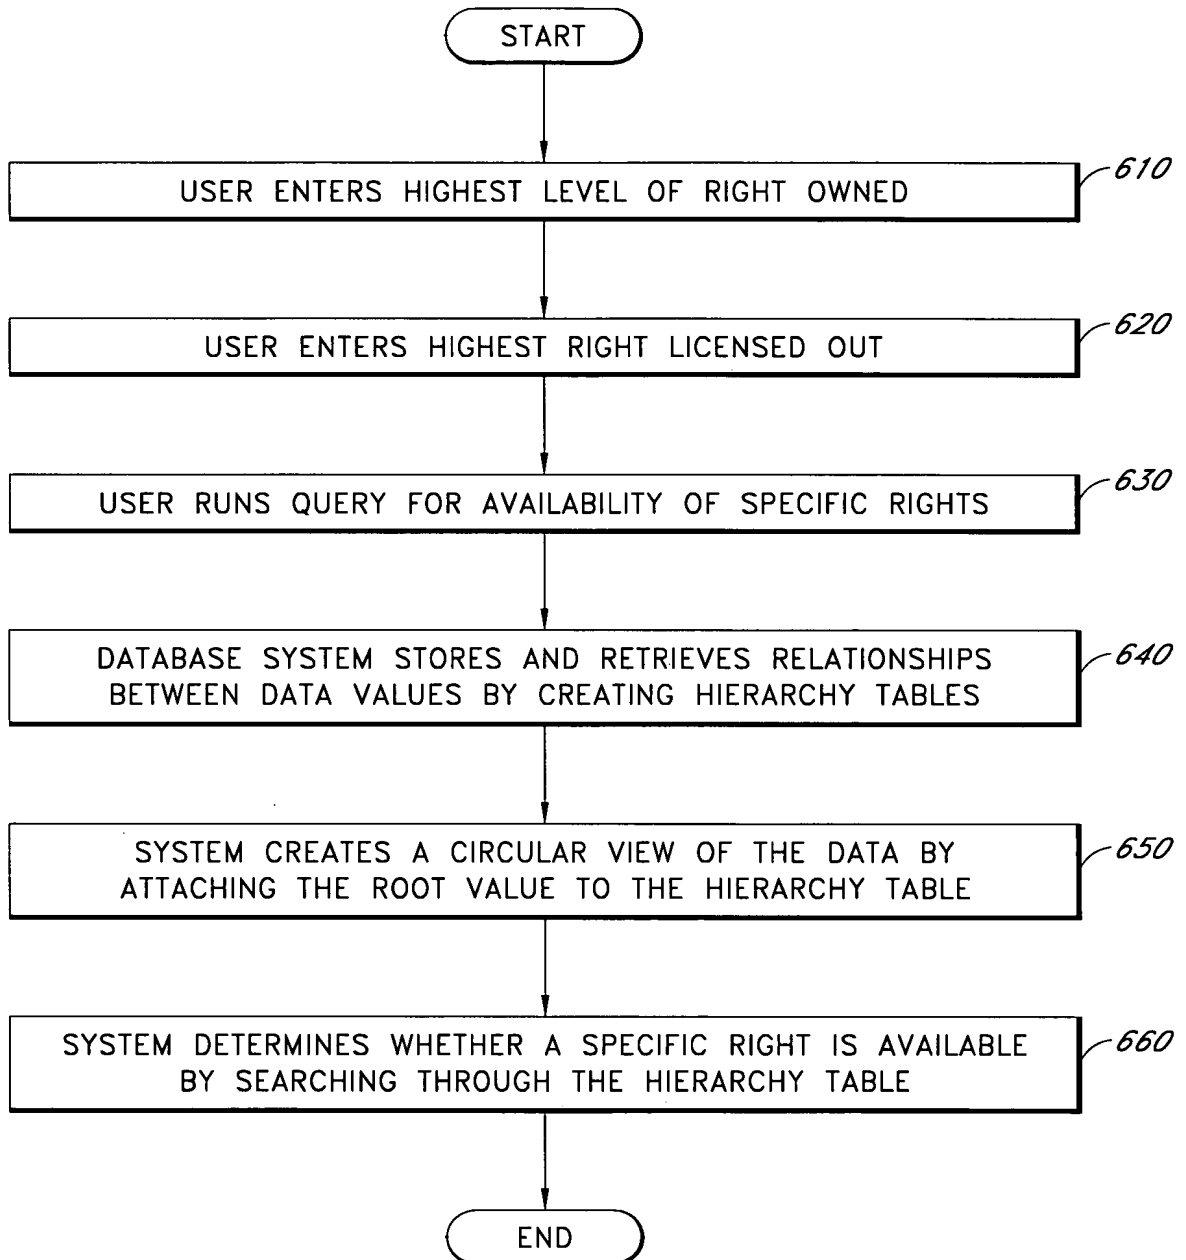 START
USER ENTERS HIGHEST LEVEL OF RIGHT OWNED
610
USER ENTERS HIGHEST RIGHT LICENSED OUT
620
USER RUNS QUERY FOR AVAILABILITY OF SPECIFIC RIGHTS
630
DATABASE SYSTEM STORES AND RETRIEVES RELATIONSHIPS
BETWEEN DATA VALUES BY CREATING HIERARCHY TABLES
640
SYSTEM CREATES A CIRCULAR VIEW OF THE DATA BY
ATTACHING THE ROOT VALUE TO THE HIERARCHY TABLE
650
SYSTEM DETERMINES WHETHER A SPECIFIC RIGHT IS AVAILABLE
BY SEARCHING THROUGH THE HIERARCHY TABLE
660
END